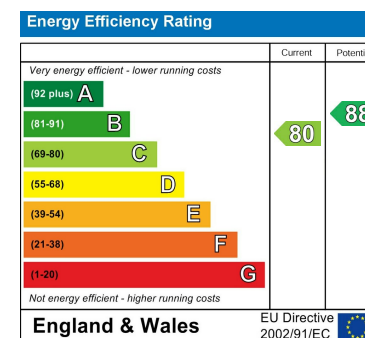 Energy Efficiency Rating
Current
Potenti
Very energy efficient - lower running costs
(92 plus) A
(81-91) B
(69-80) C
(55-68) D
(39-54) E
(21-38) F
(1-20) G
80
88
Not energy efficient - higher running costs
England & Wales
EU Directive
2002/91/EC